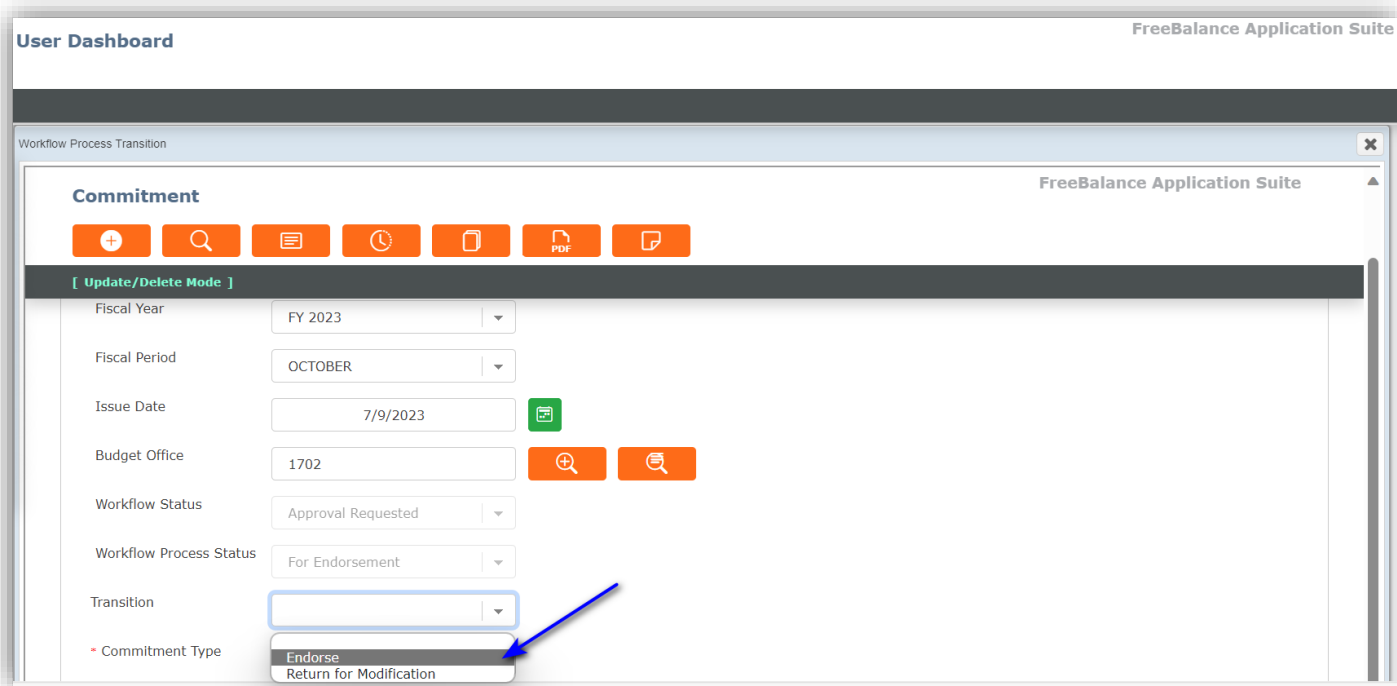 User Dashboard
FreeBalance Application Suite
Workflow Process Transition
Commitment
FreeBalance Application Suite
PDF
[ Update/Delete Mode ]
Fiscal Year
FY 2023
Fiscal Period
OCTOBER
Issue Date
7/9/2023
Budget Office
1702
Workflow Status
Approval Requested
Workflow Process Status
For Endorsement
Transition
* Commitment Type
Endorse
Return for Modification